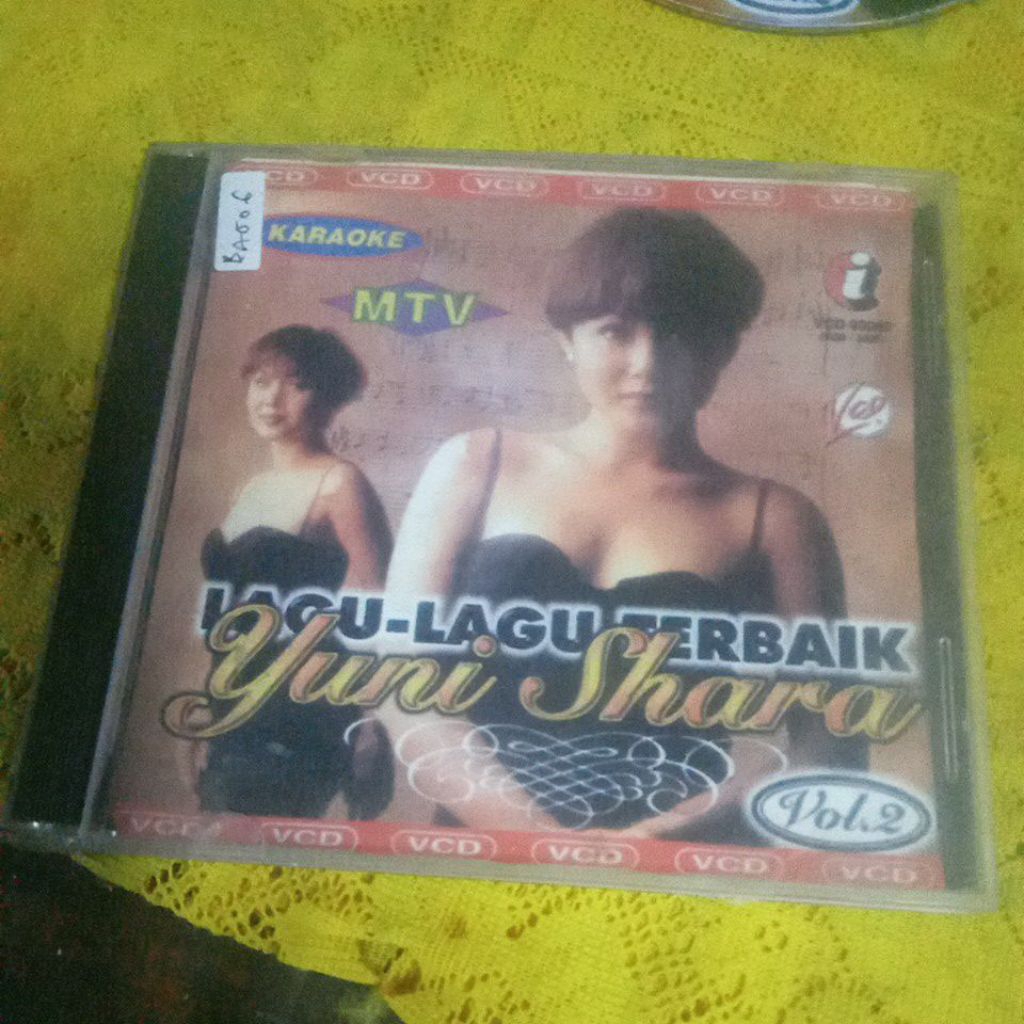 VCD VCD VCD VCD VCD
KARAOKE
MTV
i
LAGU-LAGU TERBAIK
Yuni Shara
Vol.2
VCD VCD VCD VCD VCD VCD